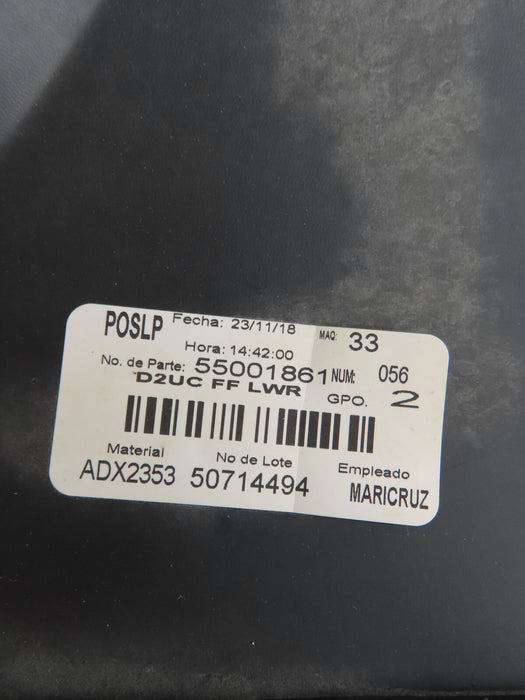 POSLP Fecha: 23/11/18 MAQ: 33
Hora: 14:42:00
No. de Parte: 55001861 NUM: 056
D2UC FF LWR GPO. 2
Material No de Lote Empleado
ADX2353 50714494 MARICRUZ